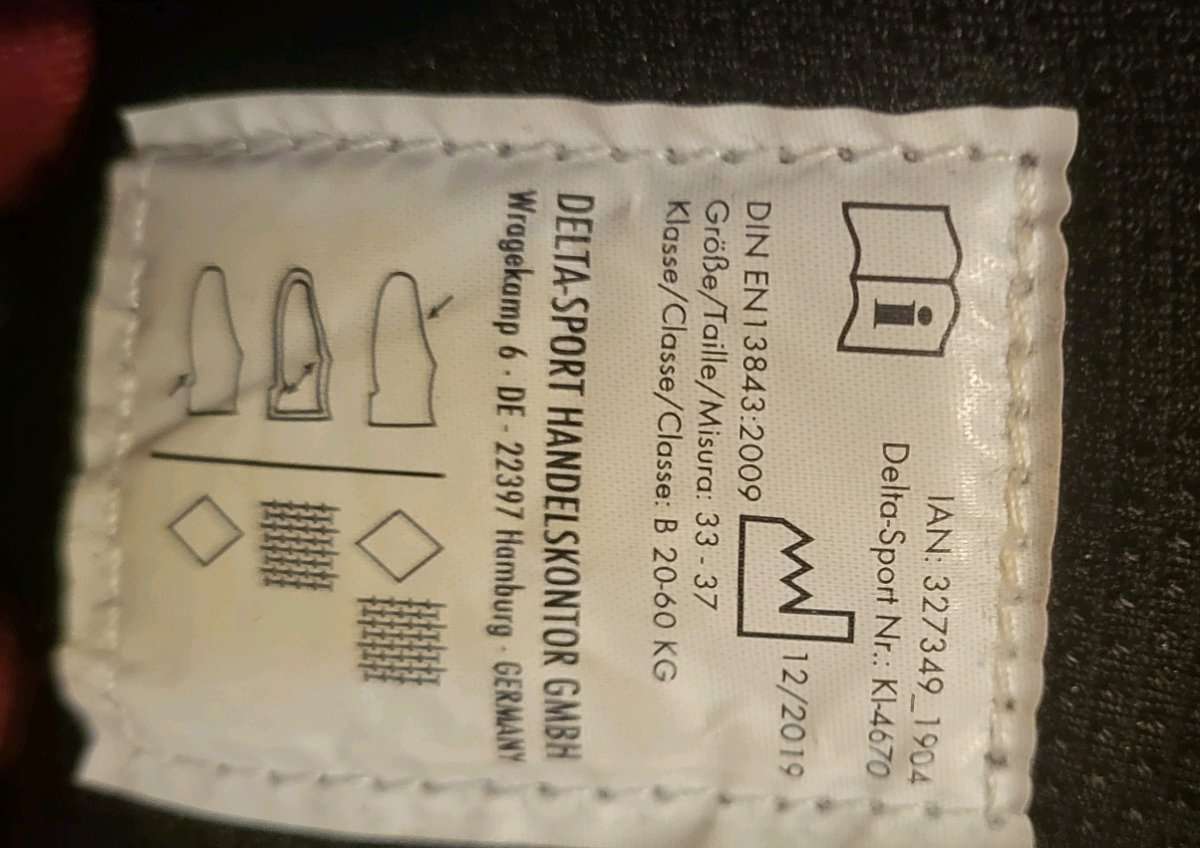 IAN: 327349_1904
Delta-Sport Nr.: KI-4670
i
12/2019
DIN EN13843:2009
Größe/Taille/Misura: 33 - 37
Klasse/Classe/Classe: B 20-60 KG
DELTA-SPORT HANDELSKONTOR GMBH
Wragekamp 6 · DE - 22397 Hamburg · GERMANY